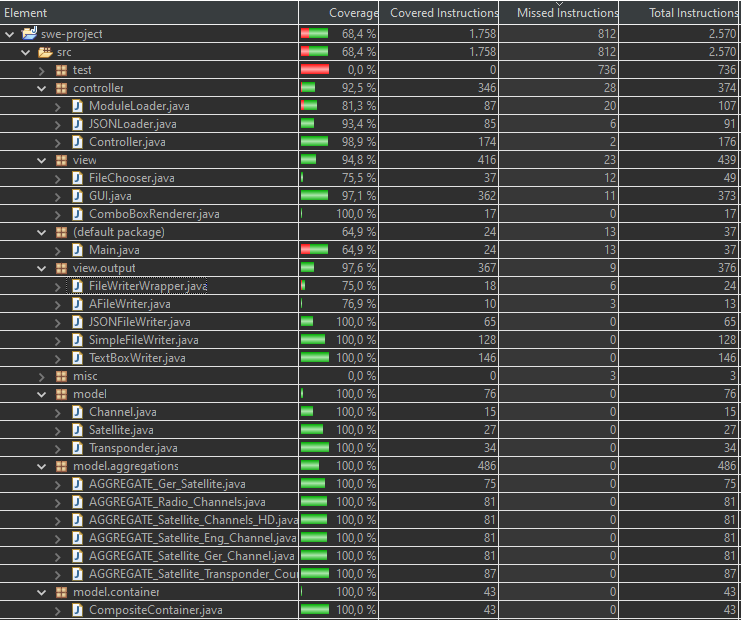 Element Coverage Covered Instructions Missed Instructions Total Instructions
swe-project 68,4 % 1.758 812 2.570
src 68,4 % 1.758 812 2.570
test 0,0 % 0 736 736
controller 92,5 % 346 28 374
ModuleLoader.java 81,3 % 87 20 107
JSONLoader.java 93,4 % 85 6 91
Controller.java 98,9 % 174 2 176
view 94,8 % 416 23 439
FileChooser.java 75,5 % 37 12 49
GUI.java 97,1 % 362 11 373
ComboBoxRenderer.java 100,0 % 17 0 17
(default package) 64,9 % 24 13 37
Main.java 64,9 % 24 13 37
view.output 97,6 % 367 9 376
FileWriterWrapper.java 75,0 % 18 6 24
AFileWriter.java 76,9 % 10 3 13
JSONFileWriter.java 100,0 % 65 0 65
SimpleFileWriter.java 100,0 % 128 0 128
TextBoxWriter.java 100,0 % 146 0 146
misc 0,0 % 0 3 3
model 100,0 % 76 0 76
Channel.java 100,0 % 15 0 15
Satellite.java 100,0 % 27 0 27
Transponder.java 100,0 % 34 0 34
model.aggregations 100,0 % 486 0 486
AGGREGATE_Ger_Satellite.java 100,0 % 75 0 75
AGGREGATE_Radio_Channels.java 100,0 % 81 0 81
AGGREGATE_Satellite_Channels_HD.java 100,0 % 81 0 81
AGGREGATE_Satellite_Eng_Channel.java 100,0 % 81 0 81
AGGREGATE_Satellite_Ger_Channel.java 100,0 % 81 0 81
AGGREGATE_Satellite_Transponder_Cou 100,0 % 87 0 87
model.container 100,0 % 43 0 43
CompositeContainer.java 100,0 % 43 0 43